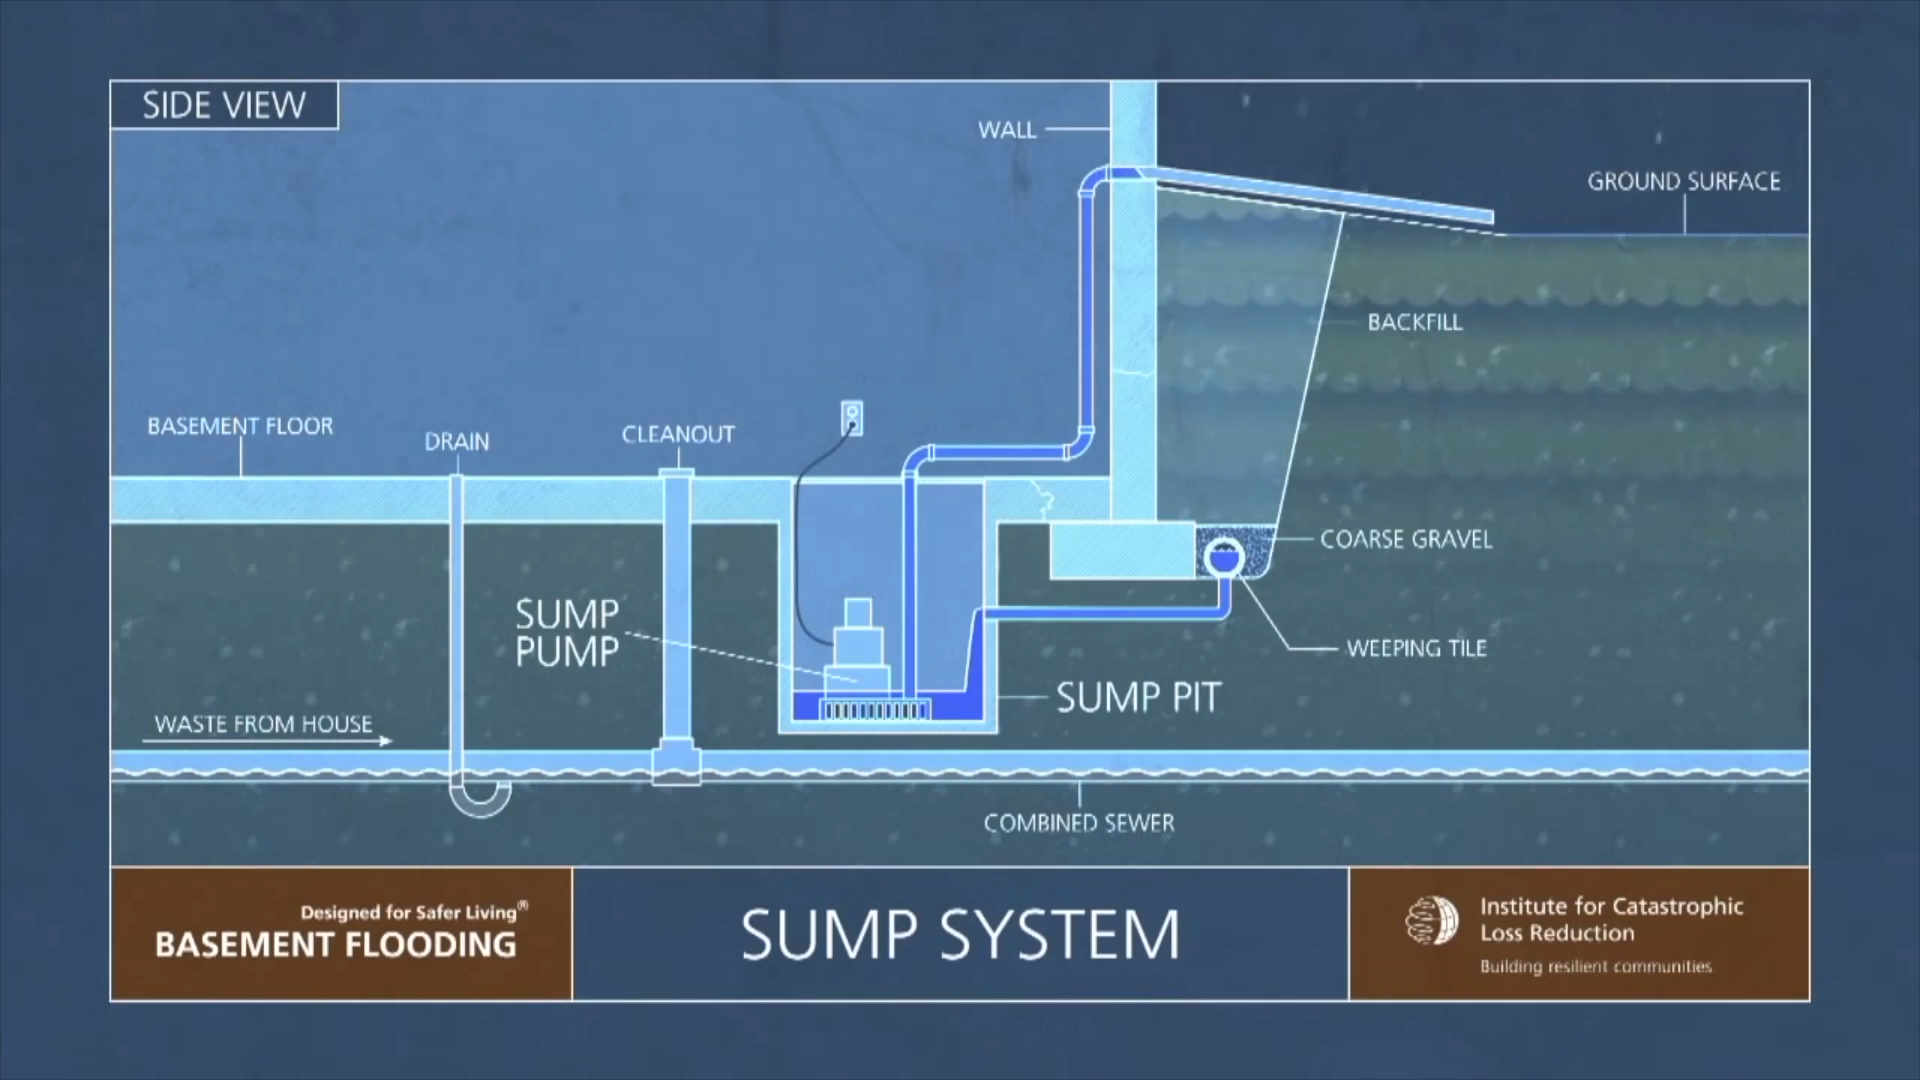 SIDE VIEW
WALL
GROUND SURFACE
BACKFILL
BASEMENT FLOOR
DRAIN
CLEANOUT
COARSE GRAVEL
SUMP
PUMP
WEEPING TILE
SUMP PIT
WASTE FROM HOUSE
COMBINED SEWER
Designed for Safer Living®
BASEMENT FLOODING
SUMP SYSTEM
Institute for Catastrophic
Loss Reduction
Building resilient communities